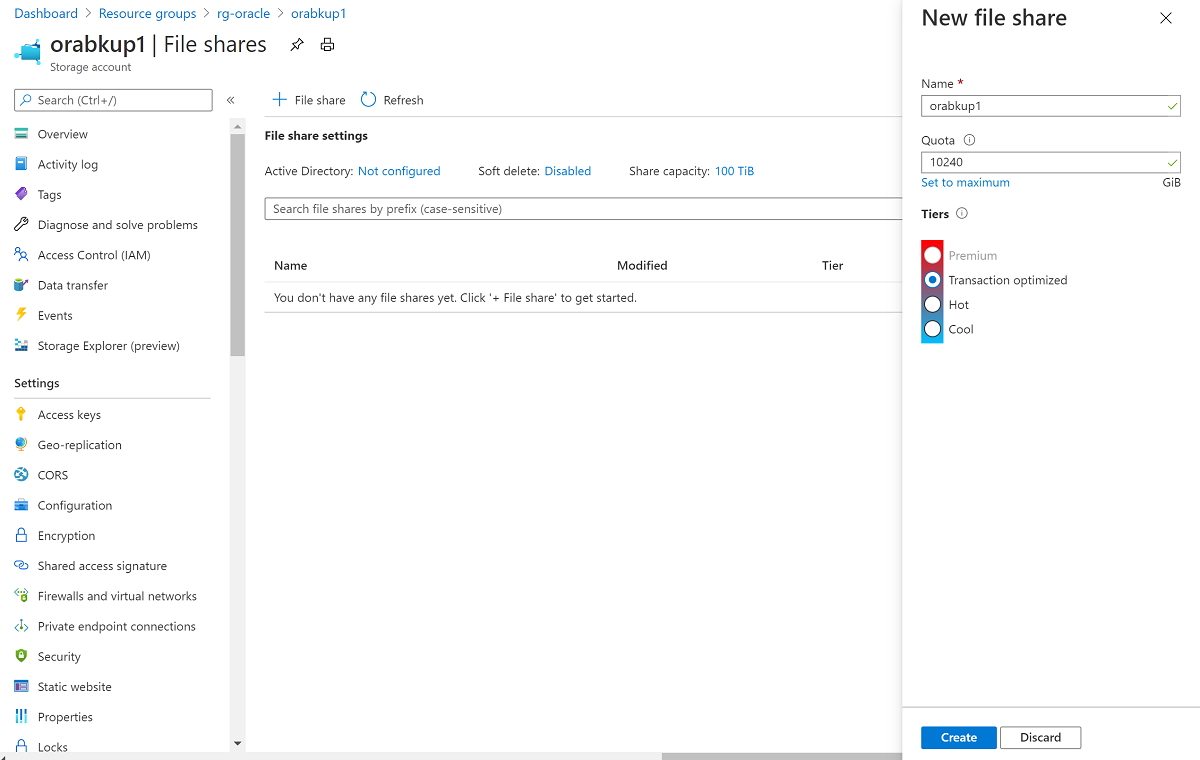 Dashboard > Resource groups > rg-oracle > orabkup1
orabkup1 | File shares
Storage account
Search (Ctrl+/)
«
Overview
Activity log
Tags
Diagnose and solve problems
Access Control (IAM)
Data transfer
Events
Storage Explorer (preview)
Settings
Access keys
Geo-replication
CORS
Configuration
Encryption
Shared access signature
Firewalls and virtual networks
Private endpoint connections
Security
Static website
Properties
Locks
+ File share Refresh
File share settings
Active Directory: Not configured Soft delete: Disabled Share capacity: 100 TiB
Search file shares by prefix (case-sensitive)
Name Modified Tier
You don't have any file shares yet. Click '+ File share' to get started.
New file share
Name *
orabkup1
Quota
10240
Set to maximum GiB
Tiers
Premium
Transaction optimized
Hot
Cool
Create Discard